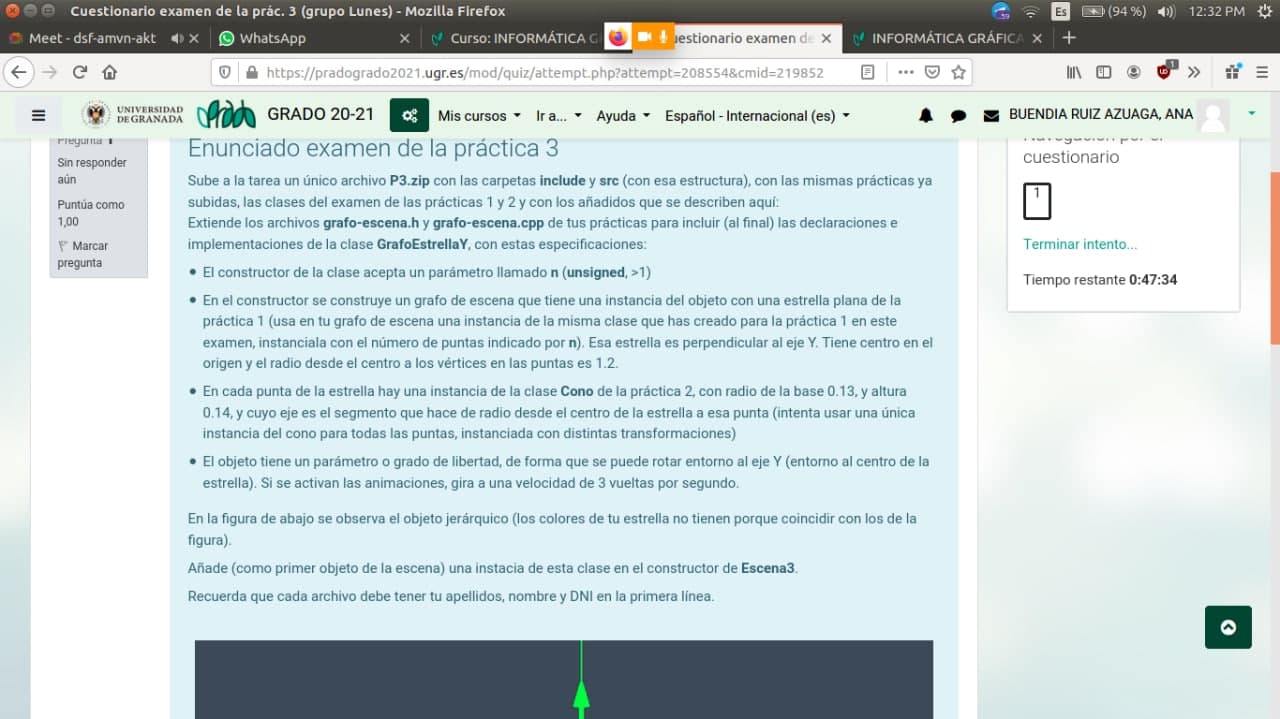 Cuestionario examen de la prác. 3 (grupo Lunes) - Mozilla Firefox
Es (94 %) 12:32 PM
Meet - dsf-amvn-akt
WhatsApp
Curso: INFORMÁTICA G
estionario examen de
INFORMÁTICA GRÁFICA
https://pradogrado2021.ugr.es/mod/quiz/attempt.php?attempt=208554&cmid=219852
UNIVERSIDAD DE GRANADA
GRADO 20-21
Mis cursos
Ir a...
Ayuda
Español - Internacional (es)
BUENDIA RUIZ AZUAGA, ANA
Pregunta 1
Sin responder aún
Puntúa como 1,00
Marcar pregunta
Enunciado examen de la práctica 3
Sube a la tarea un único archivo P3.zip con las carpetas include y src (con esa estructura), con las mismas prácticas ya
subidas, las clases del examen de las prácticas 1 y 2 y con los añadidos que se describen aquí:
Extiende los archivos grafo-escena.h y grafo-escena.cpp de tus prácticas para incluir (al final) las declaraciones e
implementaciones de la clase GrafoEstrellaY, con estas especificaciones:
• El constructor de la clase acepta un parámetro llamado n (unsigned, >1)
• En el constructor se construye un grafo de escena que tiene una instancia del objeto con una estrella plana de la
práctica 1 (usa en tu grafo de escena una instancia de la misma clase que has creado para la práctica 1 en este
examen, instanciala con el número de puntas indicado por n). Esa estrella es perpendicular al eje Y. Tiene centro en el
origen y el radio desde el centro a los vértices en las puntas es 1.2.
• En cada punta de la estrella hay una instancia de la clase Cono de la práctica 2, con radio de la base 0.13, y altura
0.14, y cuyo eje es el segmento que hace de radio desde el centro de la estrella a esa punta (intenta usar una única
instancia del cono para todas las puntas, instanciada con distintas transformaciones)
• El objeto tiene un parámetro o grado de libertad, de forma que se puede rotar entorno al eje Y (entorno al centro de la
estrella). Si se activan las animaciones, gira a una velocidad de 3 vueltas por segundo.
En la figura de abajo se observa el objeto jerárquico (los colores de tu estrella no tienen porque coincidir con los de la
figura).
Añade (como primer objeto de la escena) una instacia de esta clase en el constructor de Escena3.
Recuerda que cada archivo debe tener tu apellidos, nombre y DNI en la primera línea.
Navegación por el
cuestionario
1
Terminar intento...
Tiempo restante 0:47:34